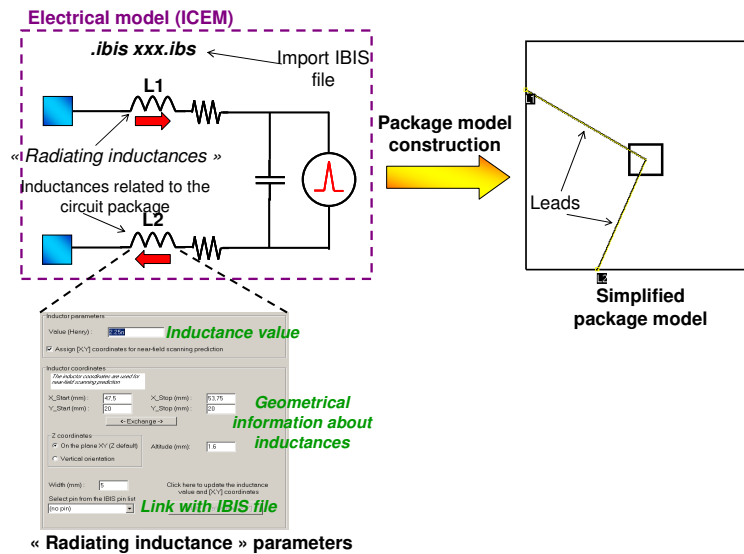 Electrical model (ICEM)
.ibis xxx.ibs
Import IBIS
file
L1
« Radiating inductances »
Inductances related to the
circuit package
L2
Package model
construction
Leads
Simplified
package model
Inductor parameters
Value (Henry) :
Inductance value
Assign [X,Y] coordinates for near-field scanning prediction
Inductor coordinates
The inductor coordinates are used for
near-field scanning prediction
X_Start (mm) : 47,5 X_Stop (mm) : 53,75
Y_Start (mm) : 20 Y_Stop (mm) : 20
<- Exchange ->
Geometrical
information about
inductances
Z coordinates
On the plane XY (Z default)
Vertical orientation
Altitude (mm): 1.6
Width (mm) : 5
Click here to update the inductance
value and [X,Y] coordinates
Select pin from the IBIS pin list
(no pin)
Link with IBIS file
« Radiating inductance » parameters